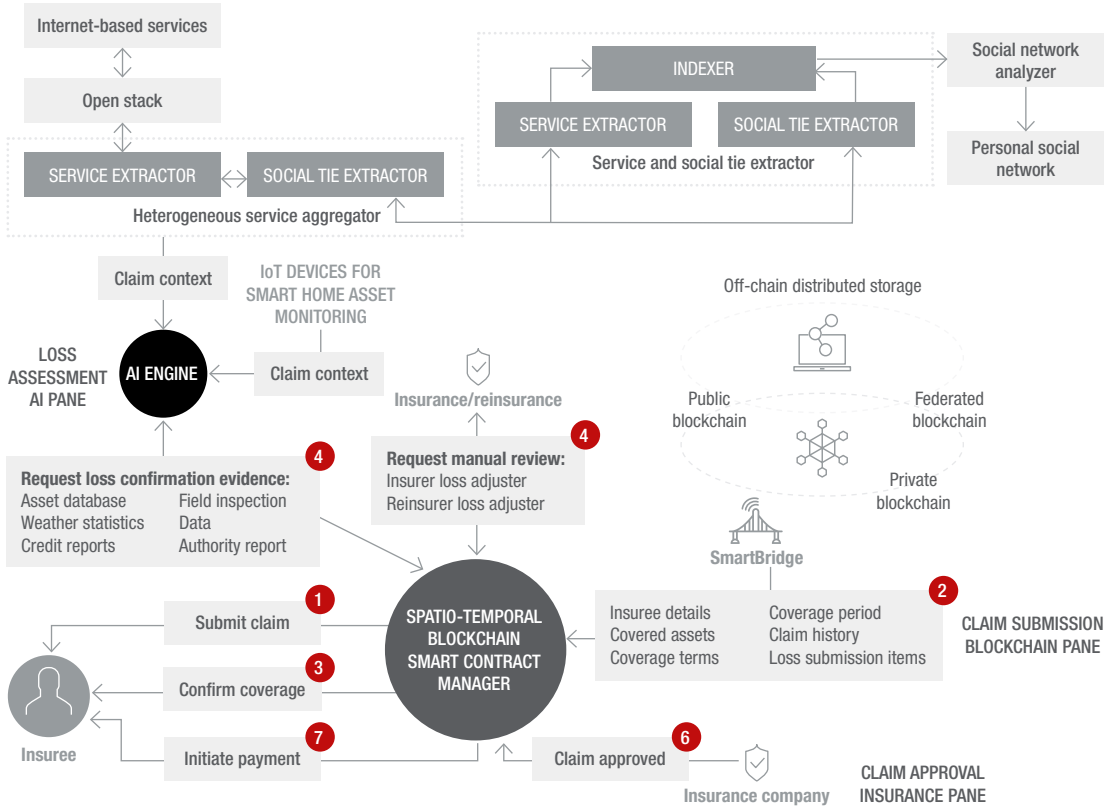 Internet-based services
Open stack
SERVICE EXTRACTOR
SOCIAL TIE EXTRACTOR
Heterogeneous service aggregator
INDEXER
SERVICE EXTRACTOR
SOCIAL TIE EXTRACTOR
Service and social tie extractor
Social network
analyzer
Personal social
network
Claim context
IoT DEVICES FOR
SMART HOME ASSET
MONITORING
Claim context
LOSS
ASSESSMENT
AI PANE
AI ENGINE
Insurance/reinsurance
4
Request manual review:
Insurer loss adjuster
Reinsurer loss adjuster
4
Request loss confirmation evidence:
Asset database
Weather statistics
Credit reports
Field inspection
Data
Authority report
Off-chain distributed storage
Public
blockchain
Federated
blockchain
Private
blockchain
SmartBridge
2
Insuree details
Covered assets
Coverage terms
Coverage period
Claim history
Loss submission items
CLAIM SUBMISSION
BLOCKCHAIN PANE
SPATIO-TEMPORAL
BLOCKCHAIN
SMART CONTRACT
MANAGER
1
Submit claim
3
Confirm coverage
7
Initiate payment
Insuree
6
Claim approved
Insurance company
CLAIM APPROVAL
INSURANCE PANE